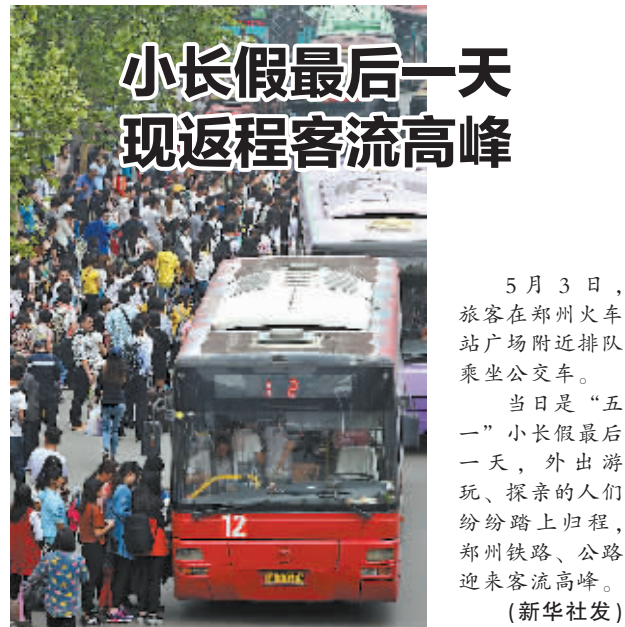 小长假最后一天
现返程客流高峰
5月3日，
旅客在郑州火车
站广场附近排队
乘坐公交车。
当日是“五
一”小长假最后
一天，外出游
玩、探亲的人们
纷纷踏上归程，
郑州铁路、公路
迎来客流高峰。
(新华社发)
12
12